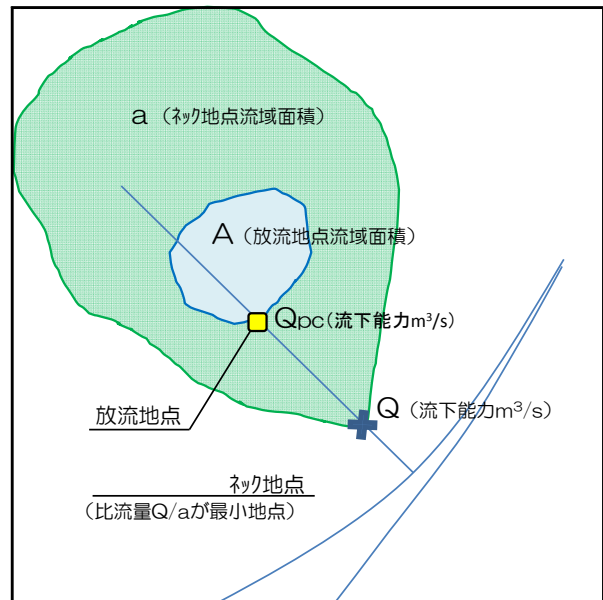 a（ﾈｯｸ地点流域面積）
A（放流地点流域面積）
Qpc(流下能力m³/s)
放流地点
Q（流下能力m³/s）
ﾈｯｸ地点
（比流量Q/aが最小地点）